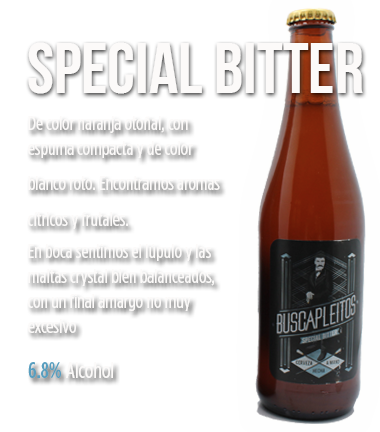 SPECIAL BITTER
De color naranja otoñal, con
espuma compacta y de color
blanco roto. Encontramos aromas
cítricos y frutales.
En boca sentimos el lúpulo y las
maltas crystal bien balanceados,
con un final amargo no muy
excesivo
6.8% Alcohol
BUSCAPLEITOS
SPECIAL BITTER
CERVEZA